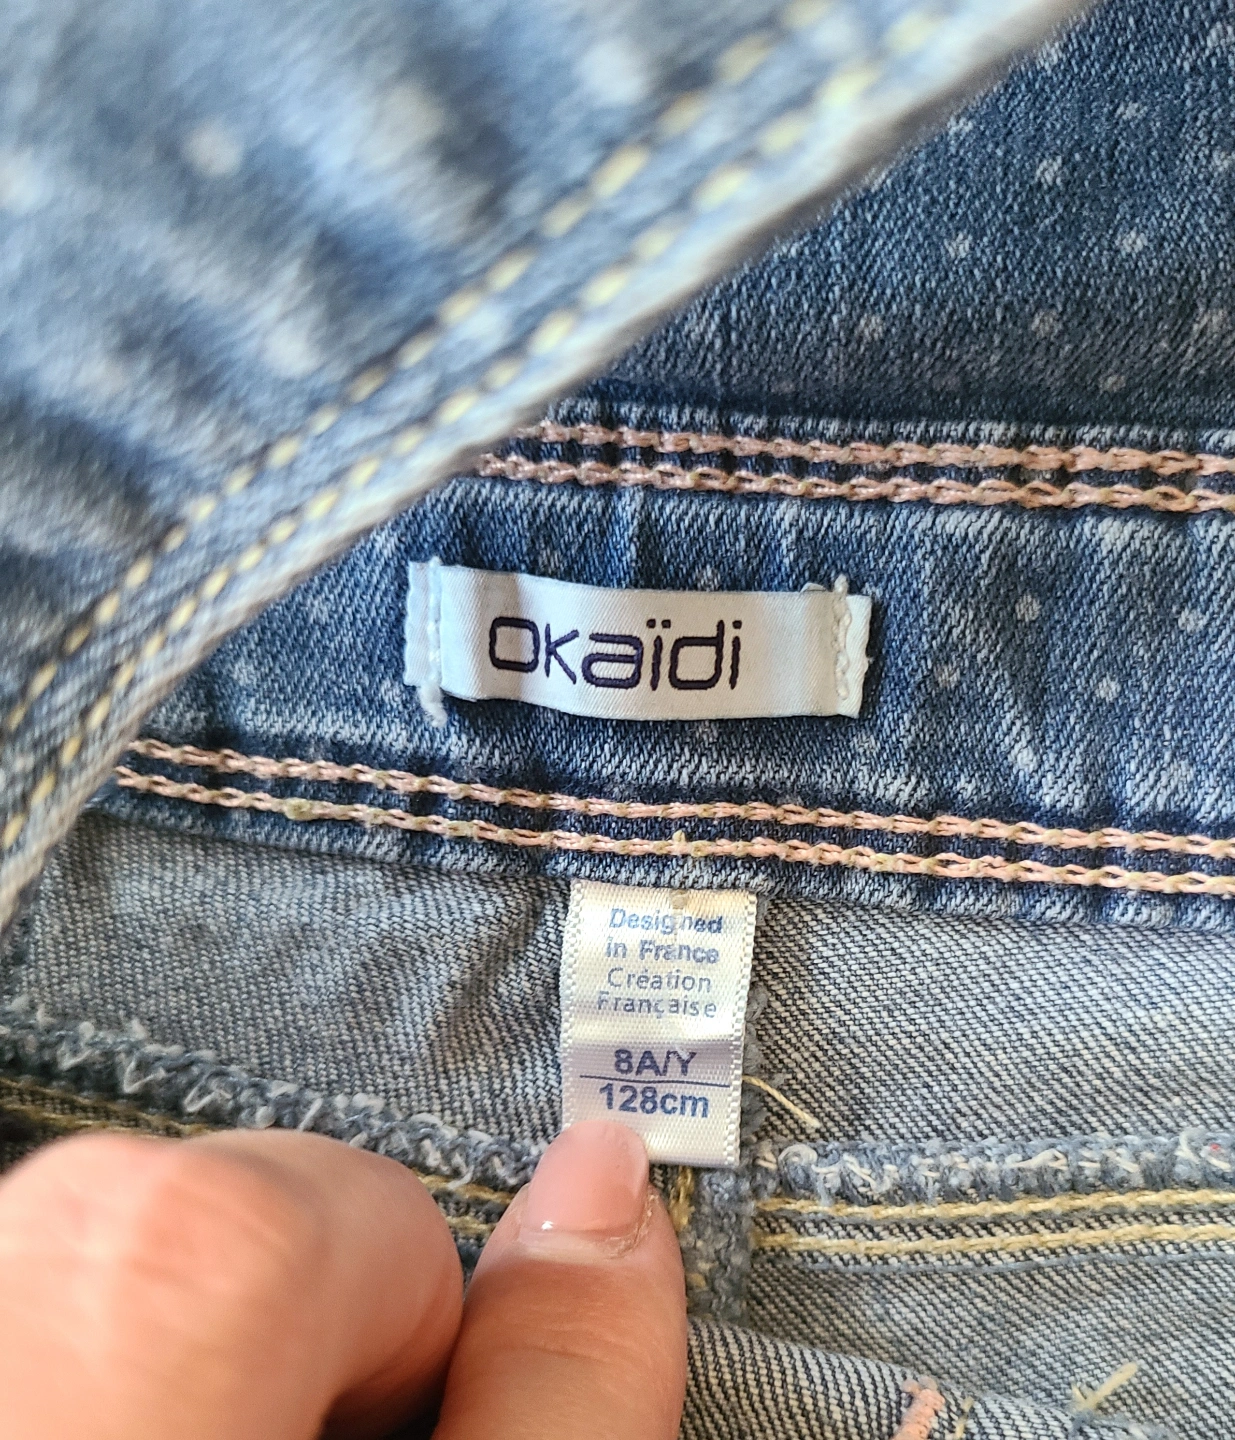 okaïdi
Designed
in France
Création
Française
8A/Y
128cm